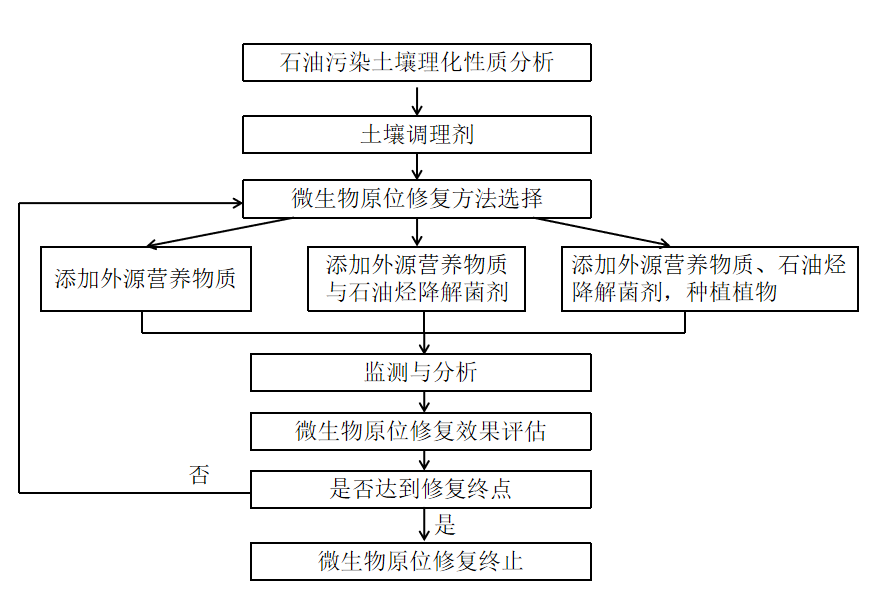 石油污染土壤理化性质分析
土壤调理剂
微生物原位修复方法选择
添加外源营养物质
添加外源营养物质
与石油烃降解菌剂
添加外源营养物质、石油烃
降解菌剂，种植植物
监测与分析
微生物原位修复效果评估
否
是否达到修复终点
是
微生物原位修复终止